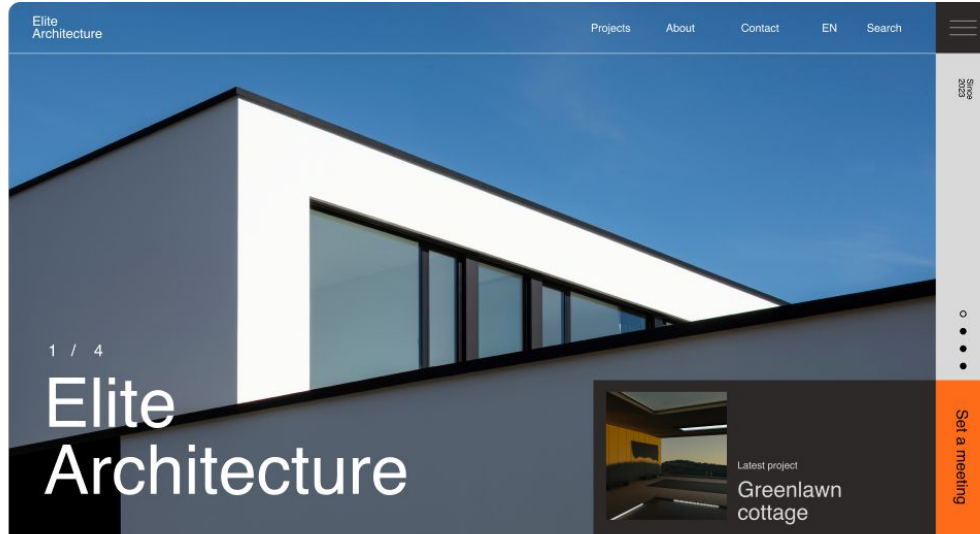 Elite
Architecture
Projects
About
Contact
EN
Search
Since
2023
1 / 4
Elite
Architecture
Latest project
Greenlawn
cottage
Set a meeting